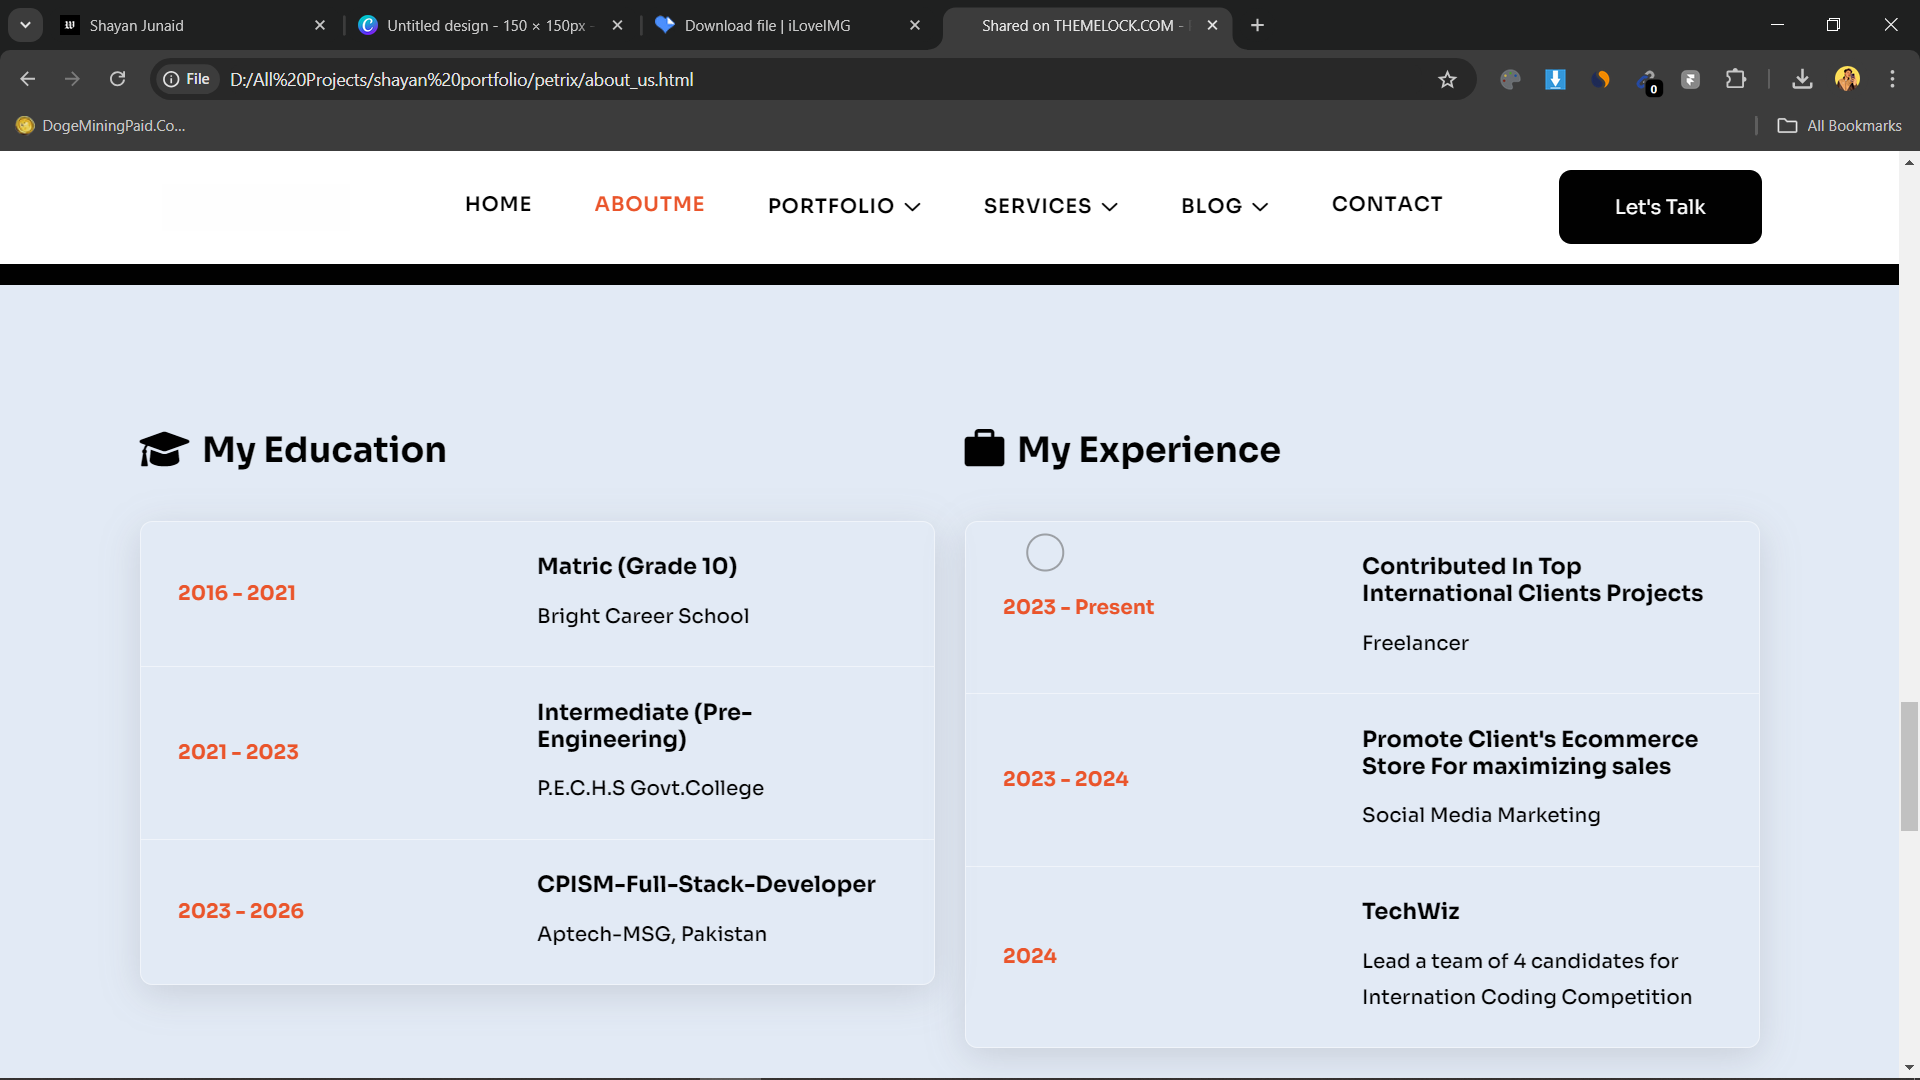 Shayan Junaid
Untitled design - 150 × 150px -
Download file | iLoveIMG
Shared on THEMELOCK.COM -
File
D:/All%20Projects/shayan%20portfolio/petrix/about_us.html
0
DogeMiningPaid.Co...
All Bookmarks
HOME
ABOUTME
PORTFOLIO
SERVICES
BLOG
CONTACT
Let's Talk
My Education
2016 - 2021
Matric (Grade 10)
Bright Career School
2021 - 2023
Intermediate (Pre-
Engineering)
P.E.C.H.S Govt.College
2023 - 2026
CPISM-Full-Stack-Developer
Aptech-MSG, Pakistan
My Experience
2023 - Present
Contributed In Top
International Clients Projects
Freelancer
2023 - 2024
Promote Client's Ecommerce
Store For maximizing sales
Social Media Marketing
2024
TechWiz
Lead a team of 4 candidates for
Internation Coding Competition